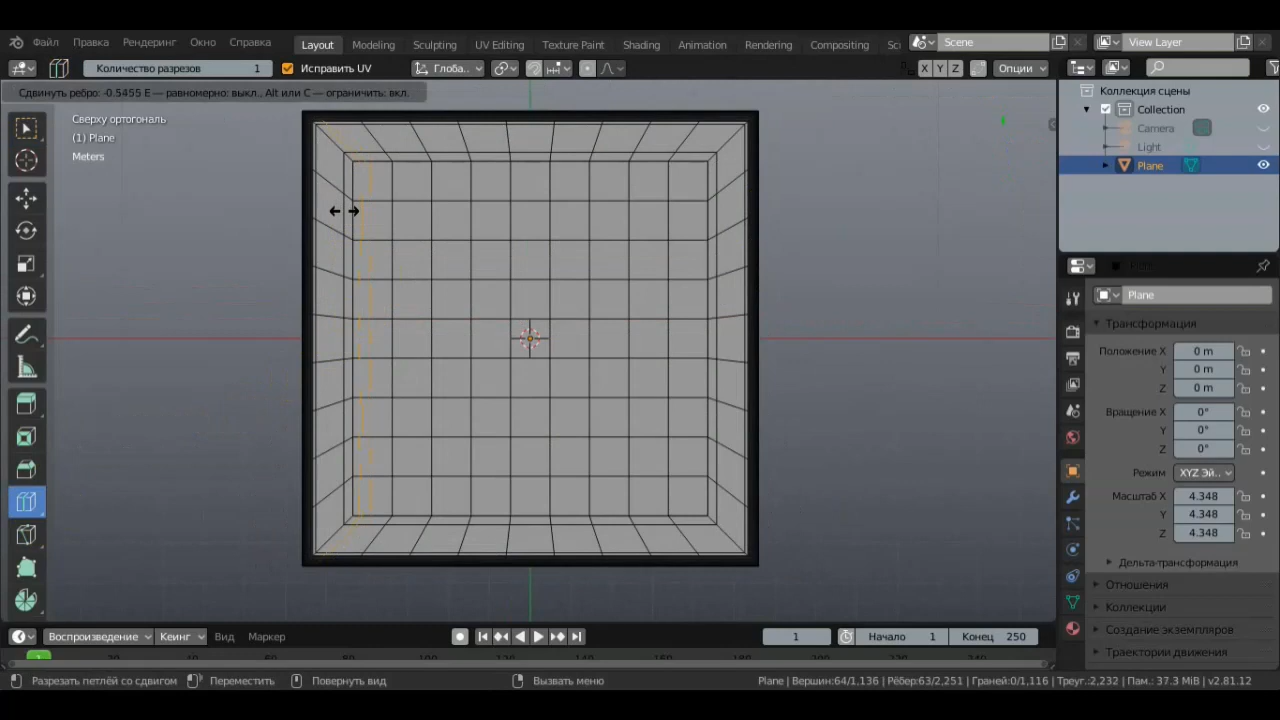 Файл Правка Рендеринг Окно Справка Layout Modeling Sculpting UV Editing Texture Paint Shading Animation Rendering Compositing Sc Scene View Layer
Количество разрезов 1 Исправить UV Глоба.. X Y Z Опции
Сдвинуть ребро: -0.5455 E — равномерно: выкл., Alt или C — ограничить: вкл.
Коллекция сцены
Collection
Camera
Light
Plane
Сверху ортогональ
(1) Plane
Meters
Plane
Трансформация
Положение X 0 m
Y 0 m
Z 0 m
Вращение X 0°
Y 0°
Z 0°
Режим XYZ Эй..
Масштаб X 4.348
Y 4.348
Z 4.348
Дельта-трансформация
Отношения
Коллекции
Создание экземпляров
Траектории движения
Воспроизведение Кеинг Вид Маркер 1 Начало 1 Конец 250
Разрезать петлёй со сдвигом Переместить Повернуть вид Вызвать меню Plane | Вершин:64/1,136 | Рёбер:63/2,251 | Граней:0/1,116 | Треуг.:2,232 | Пам.: 37.3 MiB | v2.81.12